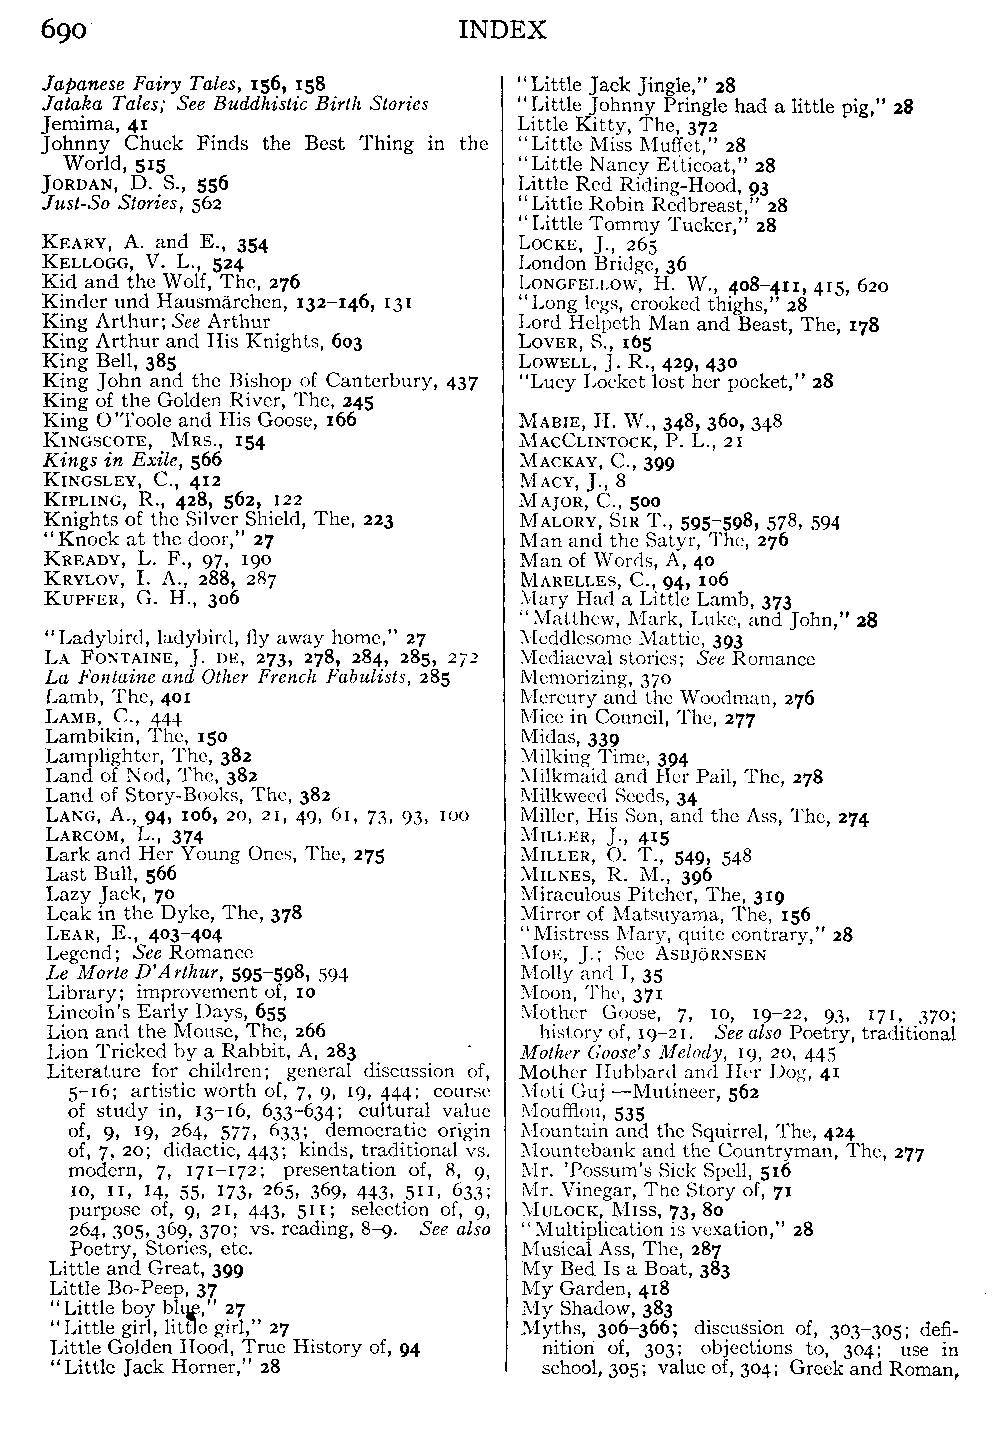 690
INDEX
Japanese Fairy Tales, 156, 158
Jataka Tales; See Buddhistic Birth Stories
Jemima, 41
Johnny Chuck Finds the Best Thing in the
World, 515
JORDAN, D. S., 556
Just-So Stories, 562
KEARY, A. and E., 354
KELLOGG, V. L., 524
Kid and the Wolf, The, 276
Kinder und Hausmärchen, 132–146, 131
King Arthur; See Arthur
King Arthur and His Knights, 603
King Bell, 385
King John and the Bishop of Canterbury, 437
King of the Golden River, The, 245
King O'Toole and His Goose, 166
KINGSCOTE, MRS., 154
Kings in Exile, 566
KINGSLEY, C., 412
KIPLING, R., 428, 562, 122
Knights of the Silver Shield, The, 223
"Knock at the door," 27
KREADY, L. F., 97, 190
KRYLOV, I. A., 288, 287
KUPFER, G. H., 306
"Ladybird, ladybird, fly away home," 27
LA FONTAINE, J. DE, 273, 278, 284, 285, 272
La Fontaine and Other French Fabulists, 285
Lamb, The, 401
LAMB, C., 444
Lambikin, The, 150
Lamplighter, The, 382
Land of Nod, The, 382
Land of Story-Books, The, 382
LANG, A., 94, 106, 20, 21, 49, 61, 73, 93, 100
LARCOM, L., 374
Lark and Her Young Ones, The, 275
Last Bull, 566
Lazy Jack, 70
Leak in the Dyke, The, 378
LEAR, E., 403–404
Legend; See Romance
Le Morte D'Arthur, 595–598, 594
Library; improvement of, 10
Lincoln's Early Days, 655
Lion and the Mouse, The, 266
Lion Tricked by a Rabbit, A, 283
Literature for children; general discussion of,
5–16; artistic worth of, 7, 9, 19, 444; course
of study in, 13–16, 633–634; cultural value
of, 9, 19, 264, 577, 633; democratic origin
of, 7, 20; didactic, 443; kinds, traditional vs.
modern, 7, 171–172; presentation of, 8, 9,
10, 11, 14, 55, 173, 265, 369, 443, 511, 633;
purpose of, 9, 21, 443, 511; selection of, 9,
264, 305, 369, 370; vs. reading, 8–9. See also
Poetry, Stories, etc.
Little and Great, 399
Little Bo-Peep, 37
"Little boy blue," 27
"Little girl, little girl," 27
Little Golden Hood, True History of, 94
"Little Jack Horner," 28
"Little Jack Jingle," 28
"Little Johnny Pringle had a little pig," 28
Little Kitty, The, 372
"Little Miss Muffet," 28
"Little Nancy Etticoat," 28
Little Red Riding-Hood, 93
"Little Robin Redbreast," 28
"Little Tommy Tucker," 28
LOCKE, J., 265
London Bridge, 36
LONGFELLOW, H. W., 408–411, 415, 620
"Long legs, crooked thighs," 28
Lord Helpeth Man and Beast, The, 178
LOVER, S., 165
LOWELL, J. R., 429, 430
"Lucy Locket lost her pocket," 28
MABIE, H. W., 348, 360, 348
MACCLINTOCK, P. L., 21
MACKAY, C., 399
MACY, J., 8
MAJOR, C., 500
MALORY, SIR T., 595–598, 578, 594
Man and the Satyr, The, 276
Man of Words, A, 40
MARELLES, C., 94, 106
Mary Had a Little Lamb, 373
"Matthew, Mark, Luke, and John," 28
Meddlesome Mattie, 393
Mediaeval stories; See Romance
Memorizing, 370
Mercury and the Woodman, 276
Mice in Council, The, 277
Midas, 339
Milking Time, 394
Milkmaid and Her Pail, The, 278
Milkweed Seeds, 34
Miller, His Son, and the Ass, The, 274
MILLER, J., 415
MILLER, O. T., 549, 548
MILNES, R. M., 396
Miraculous Pitcher, The, 319
Mirror of Matsuyama, The, 156
"Mistress Mary, quite contrary," 28
MOE, J.; See ASBJÖRNSEN
Molly and I, 35
Moon, The, 371
Mother Goose, 7, 10, 19–22, 93, 171, 370;
history of, 19–21. See also Poetry, traditional
Mother Goose's Melody, 19, 20, 445
Mother Hubbard and Her Dog, 41
Moti Guj—Mutineer, 562
Moufflou, 535
Mountain and the Squirrel, The, 424
Mountebank and the Countryman, The, 277
Mr. 'Possum's Sick Spell, 516
Mr. Vinegar, The Story of, 71
MULOCK, MISS, 73, 80
"Multiplication is vexation," 28
Musical Ass, The, 287
My Bed Is a Boat, 383
My Garden, 418
My Shadow, 383
Myths, 306–366; discussion of, 303–305; defi-
nition of, 303; objections to, 304; use in
school, 305; value of, 304; Greek and Roman,